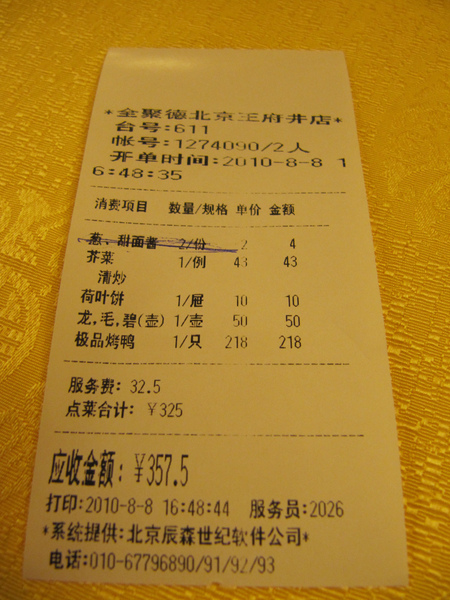 *全聚德北京王府井店*
台号:611
帐号:1274090/2人
开单时间:2010-8-8 1
6:48:35
消费项目 数量/规格 单价 金额
葱、甜面酱 2/份 2 4
芥菜 1/例 43 43
清炒
荷叶饼 1/屉 10 10
龙,毛,碧(壶) 1/壶 50 50
极品烤鸭 1/只 218 218
服务费: 32.5
点菜合计: ¥325
应收金额: ¥357.5
打印:2010-8-8 16:48:44 服务员:2026
*系统提供:北京辰森世纪软件公司*
电话:010-67796890/91/92/93